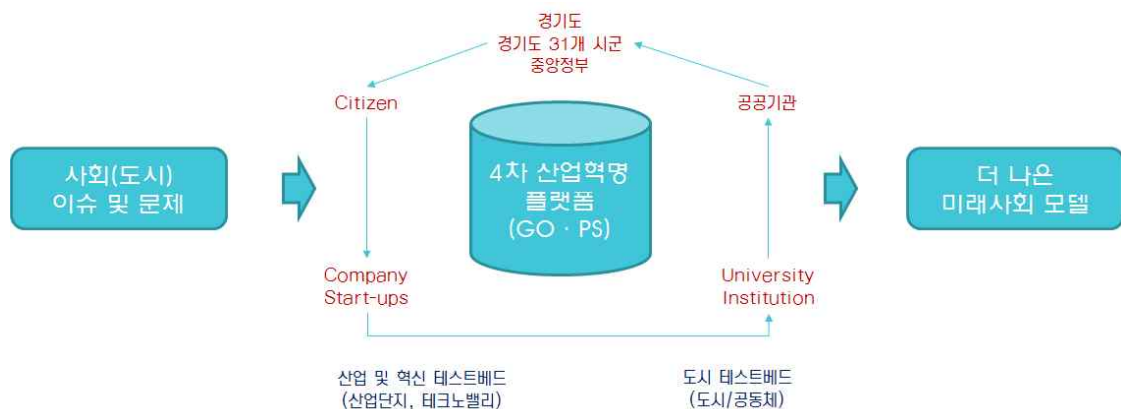 경기도
경기도 31개 시군
중앙정부
Citizen
공공기관
사회(도시)
이슈 및 문제
4차 산업혁명
플랫폼
(GO · PS)
더 나은
미래사회 모델
Company
Start-ups
University
Institution
산업 및 혁신 테스트베드
(산업단지, 테크노밸리)
도시 테스트베드
(도시/공동체)